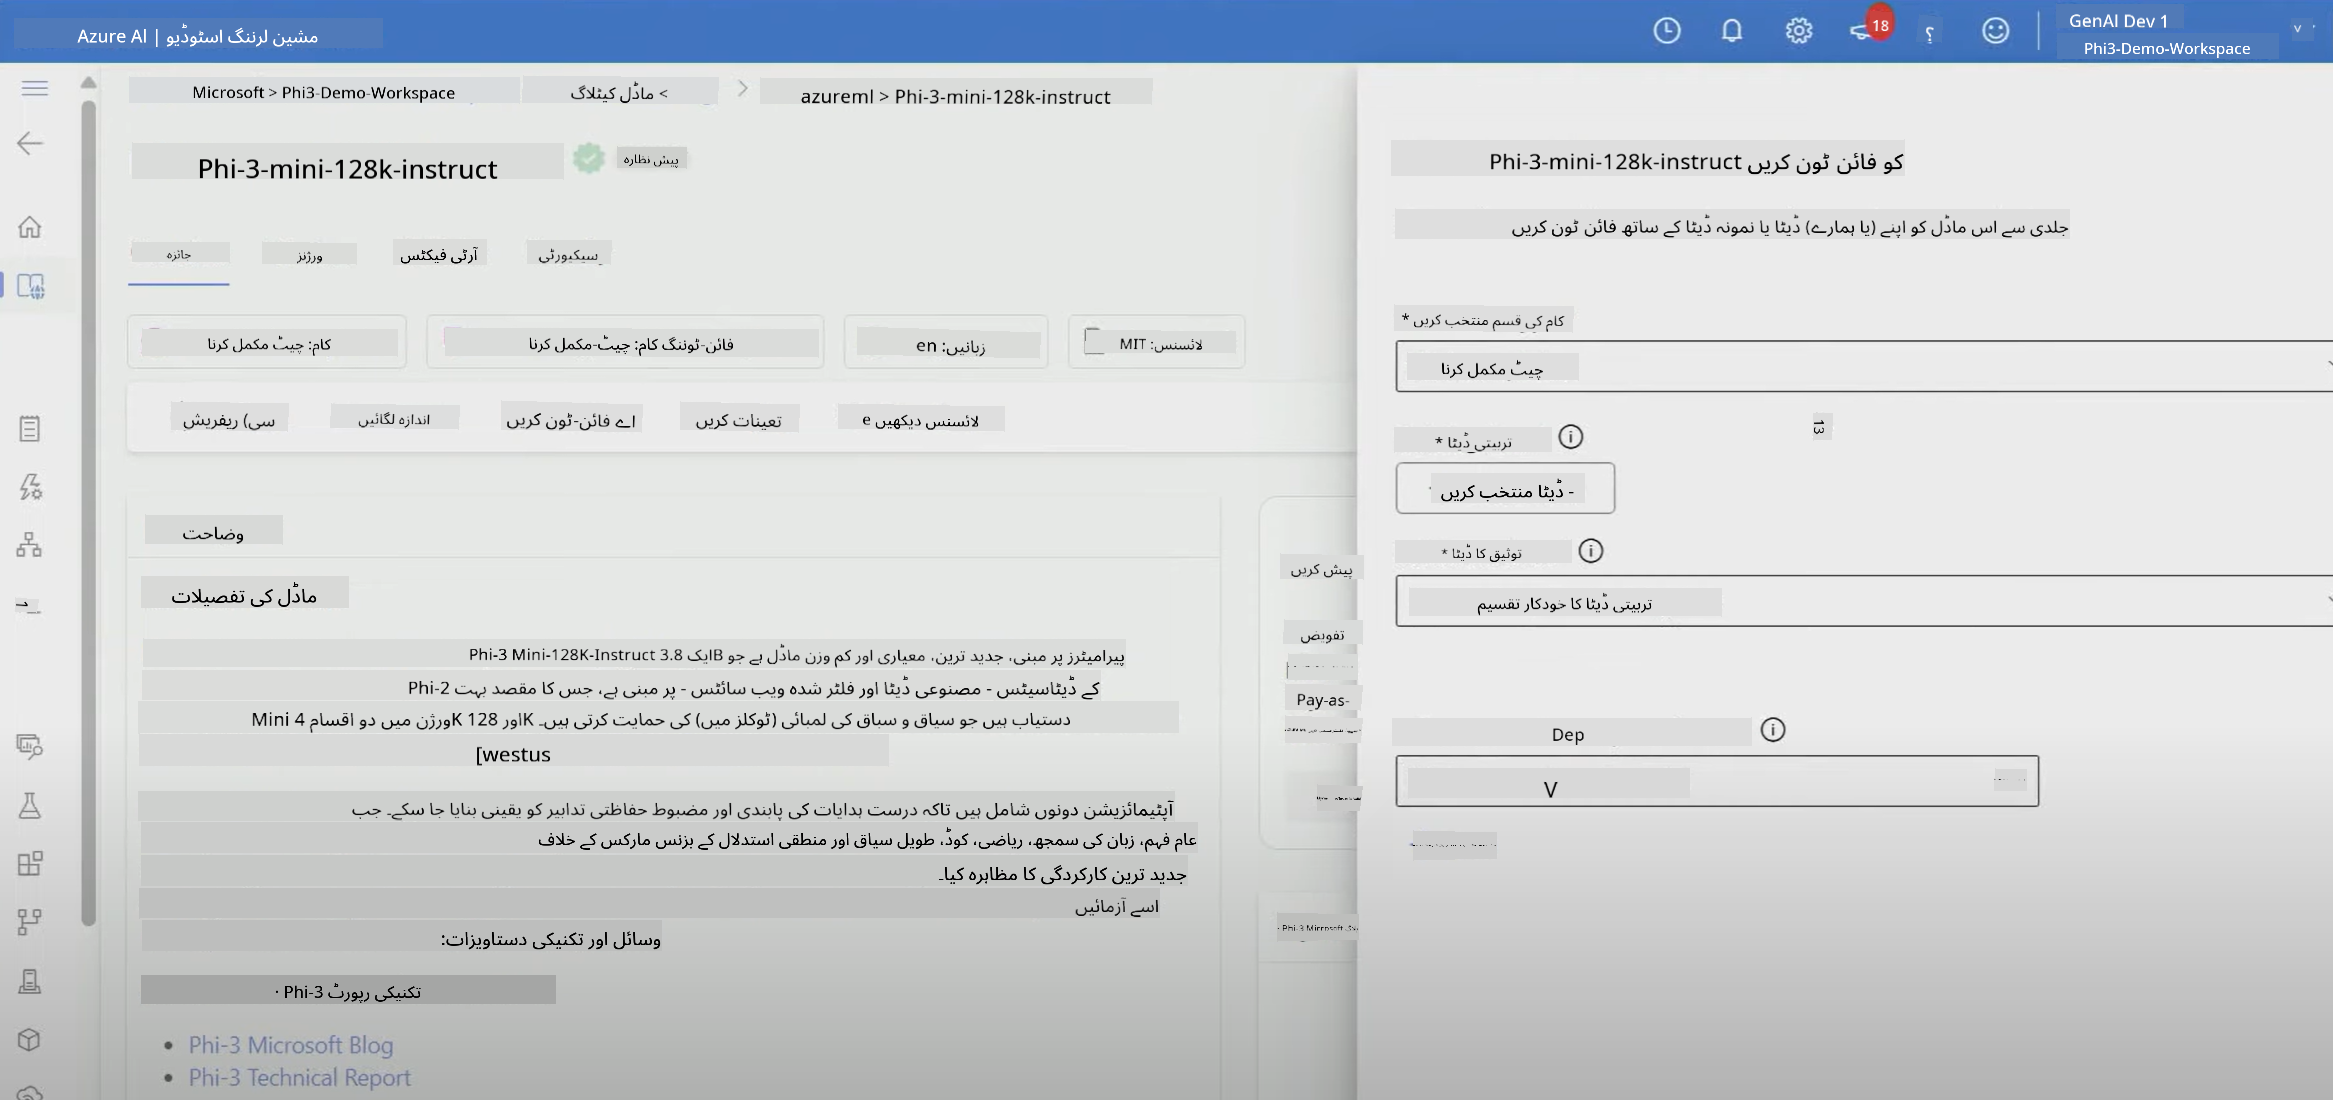 Azure AI | مشین لرننگ اسٹوڈیو
18
؟
GenAI Dev 1
Phi3-Demo-Workspace
Microsoft > Phi3-Demo-Workspace
> ماڈل کیٹلاگ
azureml > Phi-3-mini-128k-instruct
Phi-3-mini-128k-instruct
پیش نظارہ
جائزہ
ورژنز
آرٹی فیکٹس
سیکیورٹی
کام: چیٹ مکمل کرنا
فائن-ٹوننگ کام: چیٹ-مکمل کرنا
زبانیں: en
لائسنس: MIT
سی) ریفریش
اندازہ لگائیں
اے فائن-ٹون کریں
تعینات کریں
لائسنس دیکھیں e
وضاحت
ماڈل کی تفصیلات
پیرامیٹرز پر مبنی، جدید ترین، معیاری اور کم وزن ماڈل ہے جو Bایک Phi-3 Mini-128K-Instruct 3.8
کے ڈیٹاسیٹس - مصنوعی ڈیٹا اور فلٹر شدہ ویب سائٹس - پر مبنی ہے، جس کا مقصد بہت Phi-2
دستیاب ہیں جو سیاق و سباق کی لمبائی (ٹوکلز میں) کی حمایت کرتی ہیں۔ Kاور 128 Kورژن میں دو اقسام Mini 4
[westus
آپٹیمائزیشن دونوں شامل ہیں تاکہ درست ہدایات کی پابندی اور مضبوط حفاظتی تدابیر کو یقینی بنایا جا سکے۔ جب
عام فہم، زبان کی سمجھ، ریاضی، کوڈ، طویل سیاق اور منطقی استدلال کے بزنس مارکس کے خلاف
جدید ترین کارکردگی کا مظاہرہ کیا۔
اسے آزمائیں
وسائل اور تکنیکی دستاویزات:
· Phi-3 تکنیکی رپورٹ
Phi-3 Microsoft Blog
Phi-3 Technical Report
پیش کریں
تفویض
Pay-as-
Phi-3-mini-128k-instruct کو فائن ٹون کریں
جلدی سے اس ماڈل کو اپنے (یا ہمارے) ڈیٹا یا نمونہ ڈیٹا کے ساتھ فائن ٹون کریں
کام کی قسم منتخب کریں *
چیٹ مکمل کرنا
13
تربیتی ڈیٹا *
ڈیٹا منتخب کریں -
توثیق کا ڈیٹا *
تربیتی ڈیٹا کا خودکار تقسیم
Dep
V